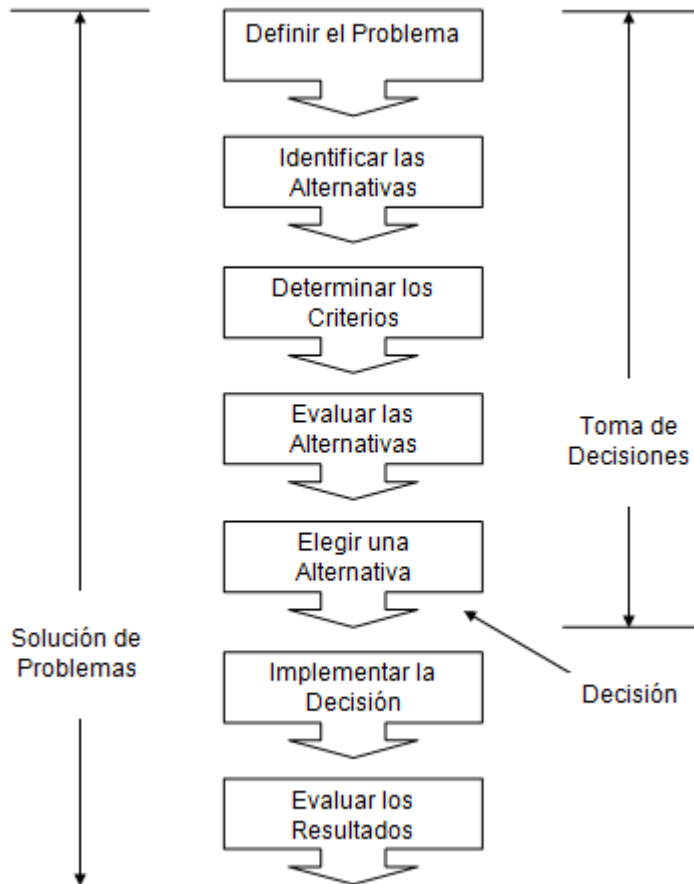 Definir el Problema
Identificar las
Alternativas
Determinar los
Criterios
Evaluar las
Alternativas
Toma de
Decisiones
Elegir una
Alternativa
Solución de
Problemas
Implementar la
Decisión
Decisión
Evaluar los
Resultados